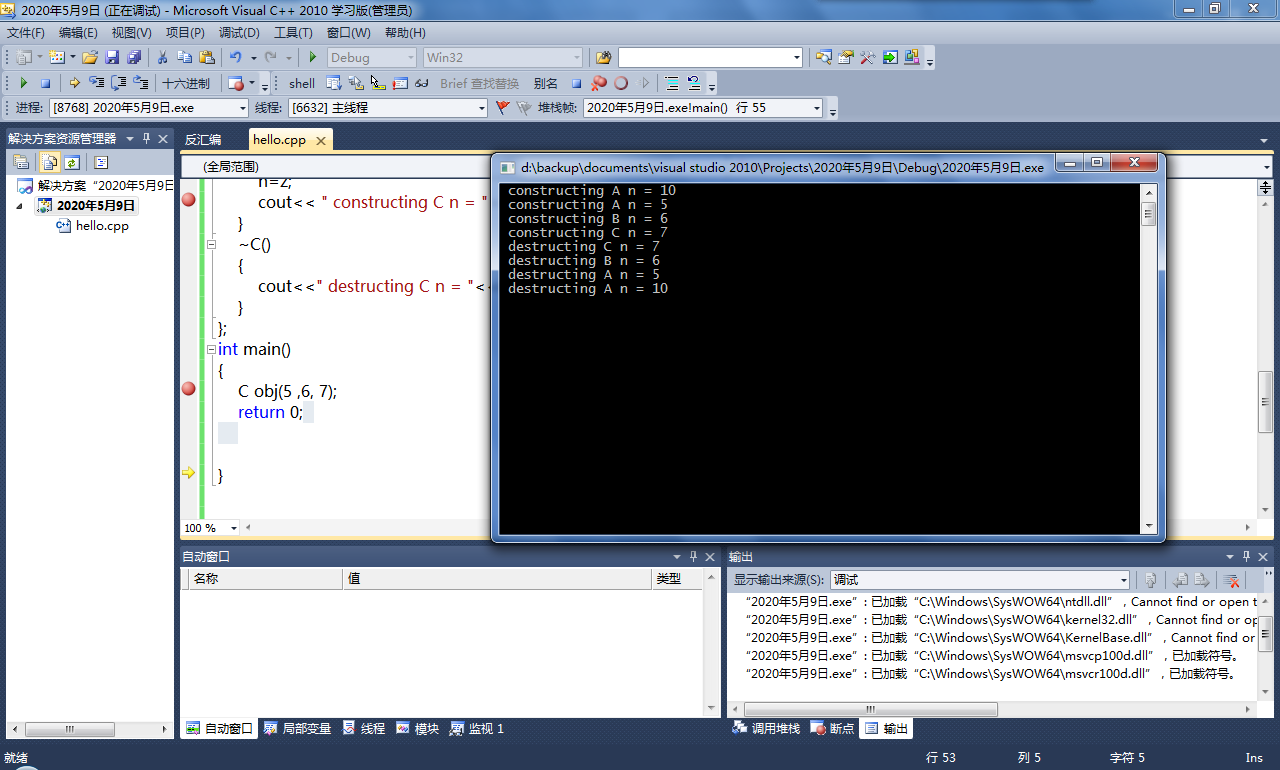 2020年5月9日 (正在调试) - Microsoft Visual C++ 2010 学习版(管理员)
文件(F) 编辑(E) 视图(V) 项目(P) 调试(D) 工具(T) 窗口(W) 帮助(H)
Debug Win32
十六进制 shell Brief 查找替换 别名
进程: [8768] 2020年5月9日.exe 线程: [6632] 主线程 堆栈帧: 2020年5月9日.exe!main() 行 55
解决方案资源管理器
反汇编 hello.cpp
(全局范围)
解决方案“2020年5月9日
2020年5月9日
hello.cpp
n=z;
cout<< " constructing C n = "
}
~C()
{
cout<<" destructing C n = "<
}
};
int main()
{
C obj(5 ,6, 7);
return 0;
}
100 %
d:\backup\documents\visual studio 2010\Projects\2020年5月9日\Debug\2020年5月9日.exe
constructing A n = 10
constructing A n = 5
constructing B n = 6
constructing C n = 7
destructing C n = 7
destructing B n = 6
destructing A n = 5
destructing A n = 10
自动窗口
名称 值 类型
输出
显示输出来源(S): 调试
“2020年5月9日.exe”: 已加载“C:\Windows\SysWOW64\ntdll.dll”，Cannot find or open t
“2020年5月9日.exe”: 已加载“C:\Windows\SysWOW64\kernel32.dll”，Cannot find or op
“2020年5月9日.exe”: 已加载“C:\Windows\SysWOW64\KernelBase.dll”，Cannot find or
“2020年5月9日.exe”: 已加载“C:\Windows\SysWOW64\msvcp100d.dll”，已加载符号。
“2020年5月9日.exe”: 已加载“C:\Windows\SysWOW64\msvcr100d.dll”，已加载符号。
自动窗口 局部变量 线程 模块 监视 1
调用堆栈 断点 输出
就绪 行 53 列 5 字符 5 Ins